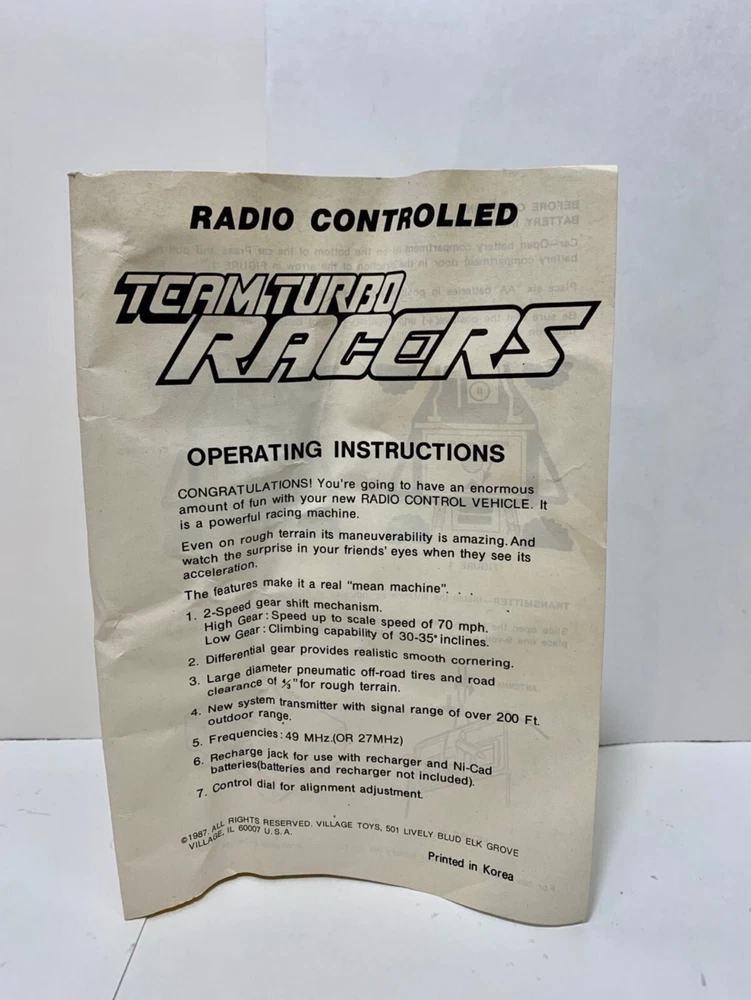 RADIO CONTROLLED
TEAM TURBO
RACERS
OPERATING INSTRUCTIONS
CONGRATULATIONS! You're going to have an enormous
amount of fun with your new RADIO CONTROL VEHICLE. It
is a powerful racing machine.
Even on rough terrain its maneuverability is amazing. And
watch the surprise in your friends' eyes when they see its
acceleration.
The features make it a real "mean machine". . .
1. 2-Speed gear shift mechanism.
High Gear: Speed up to scale speed of 70 mph.
Low Gear: Climbing capability of 30-35° inclines.
2. Differential gear provides realistic smooth cornering.
3. Large diameter pneumatic off-road tires and road
clearance of " for rough terrain.
4. New system transmitter with signal range of over 200 Ft.
outdoor range.
5. Frequencies: 49 MHz.(OR 27MHz)
6. Recharge jack for use with recharger and Ni-Cad
batteries(batteries and recharger not included).
7. Control dial for alignment adjustment.
©1987. ALL RIGHTS RESERVED. VILLAGE TOYS, 501 LIVELY BLUD ELK GROVE
VILLAGE, IL 60007 U.S.A.
Printed in Korea